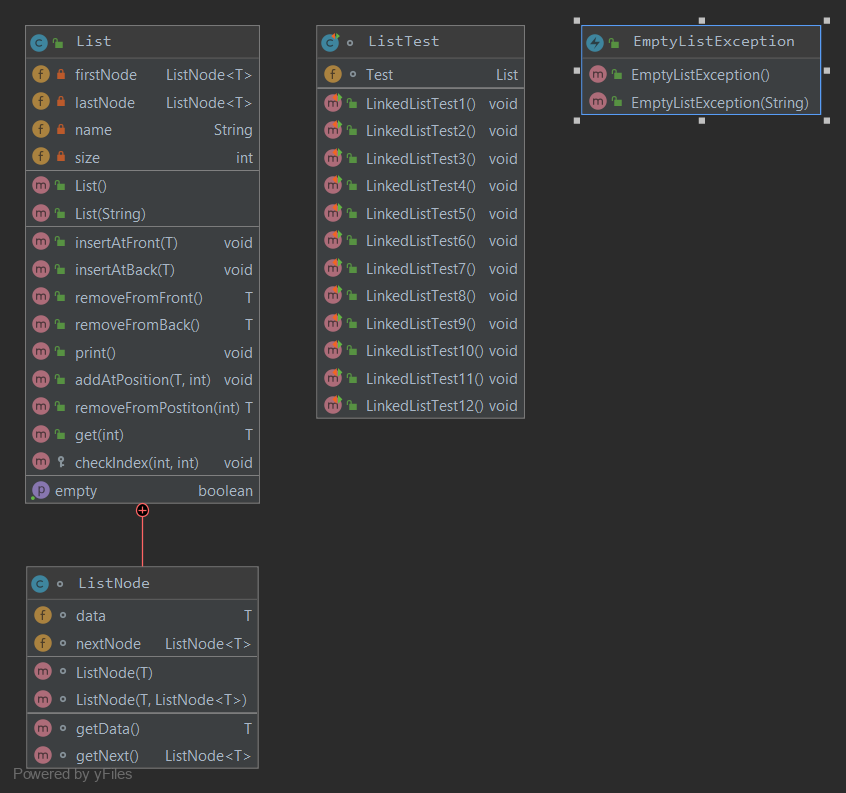 List
firstNode ListNode<T>
lastNode ListNode<T>
name String
size int
List()
List(String)
insertAtFront(T) void
insertAtBack(T) void
removeFromFront() T
removeFromBack() T
print() void
addAtPosition(T, int) void
removeFromPostiton(int) T
get(int) T
checkIndex(int, int) void
empty boolean
ListNode
data T
nextNode ListNode<T>
ListNode(T)
ListNode(T, ListNode<T>)
getData() T
getNext() ListNode<T>
Powered by yFiles
ListTest
Test List
LinkedListTest1() void
LinkedListTest2() void
LinkedListTest3() void
LinkedListTest4() void
LinkedListTest5() void
LinkedListTest6() void
LinkedListTest7() void
LinkedListTest8() void
LinkedListTest9() void
LinkedListTest10() void
LinkedListTest11() void
LinkedListTest12() void
EmptyListException
EmptyListException()
EmptyListException(String)